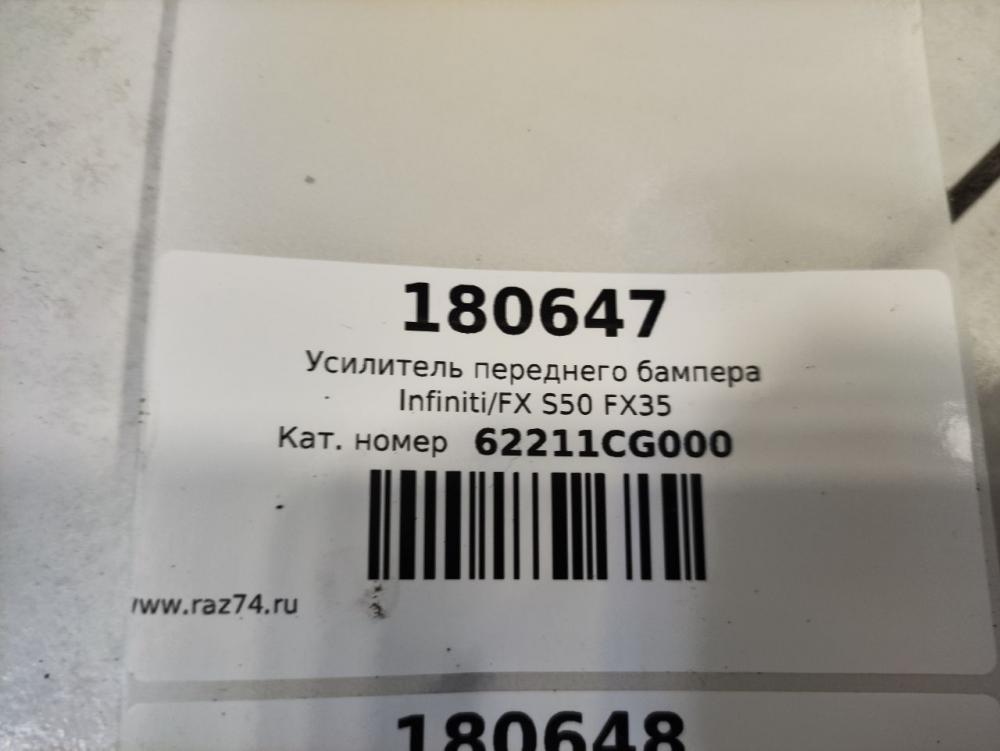 180647
Усилитель переднего бампера
Infiniti/FX S50 FX35
Кат. номер 62211CG000
www.raz74.ru
180648